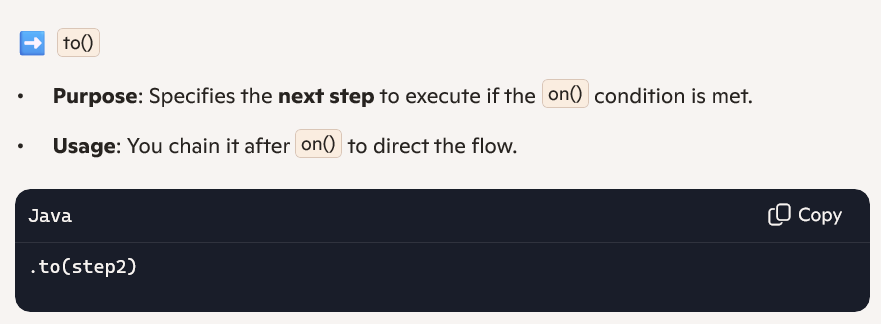 ➡️ to()
• Purpose: Specifies the next step to execute if the on() condition is met.
• Usage: You chain it after on() to direct the flow.
Java Copy
.to(step2)